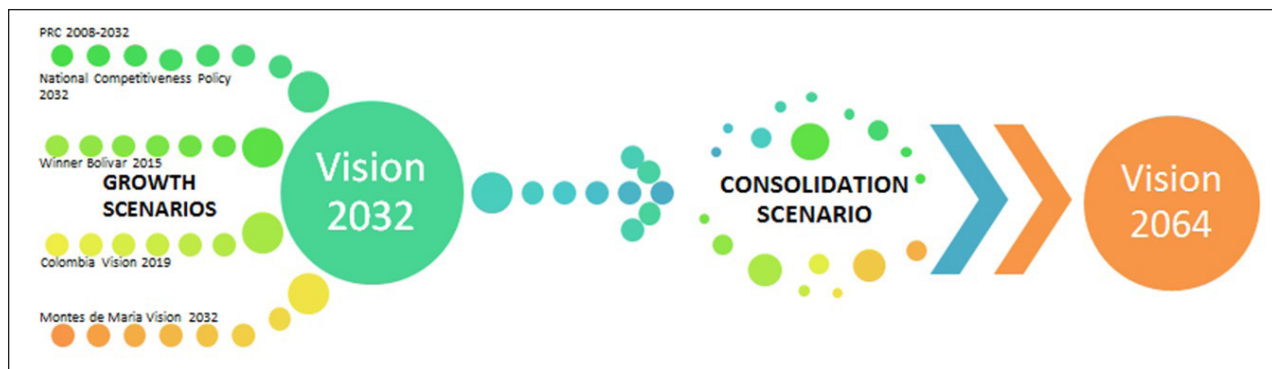 PRC 2008-2032
National Competitiveness Policy
2032
Winner Bolivar 2015
GROWTH
SCENARIOS
Colombia Vision 2019
Montes de Maria Vision 2032
Vision
2032
CONSOLIDATION
SCENARIO
Vision
2064